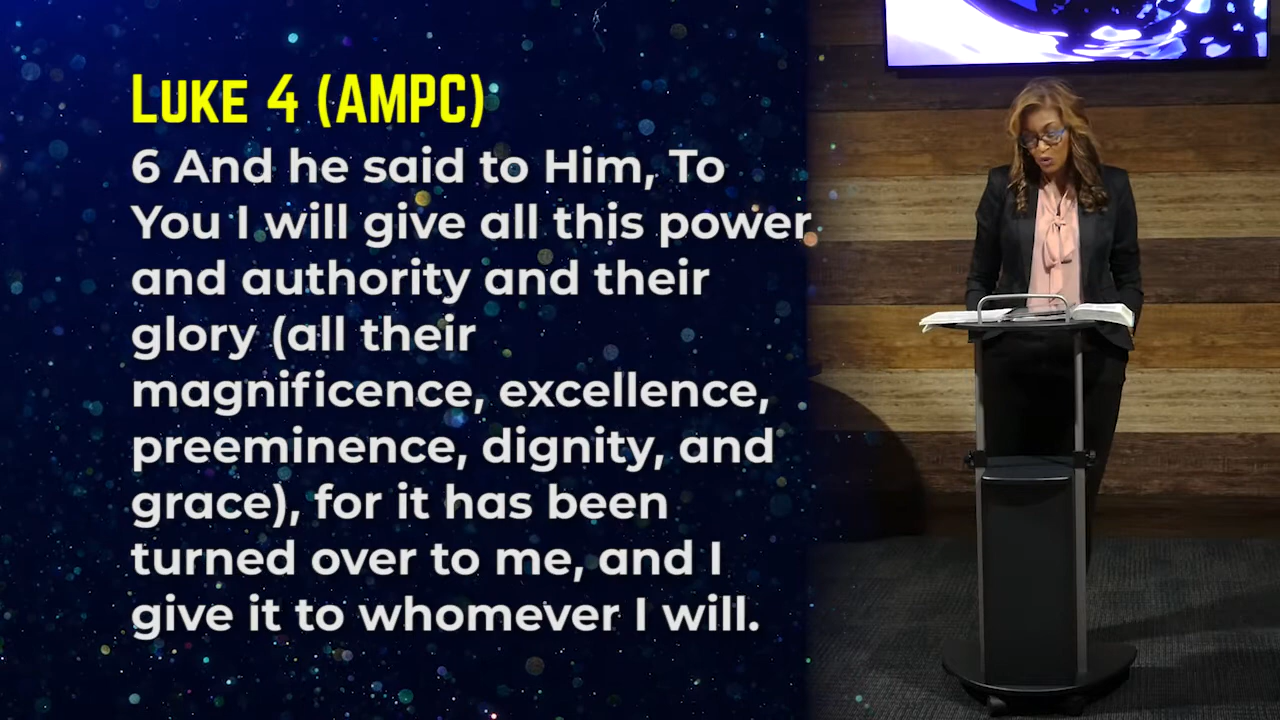 Luke 4 (AMPC)
6 And he said to Him, To
You I will give all this power
and authority and their
glory (all their
magnificence, excellence,
preeminence, dignity, and
grace), for it has been
turned over to me, and I
give it to whomever I will.